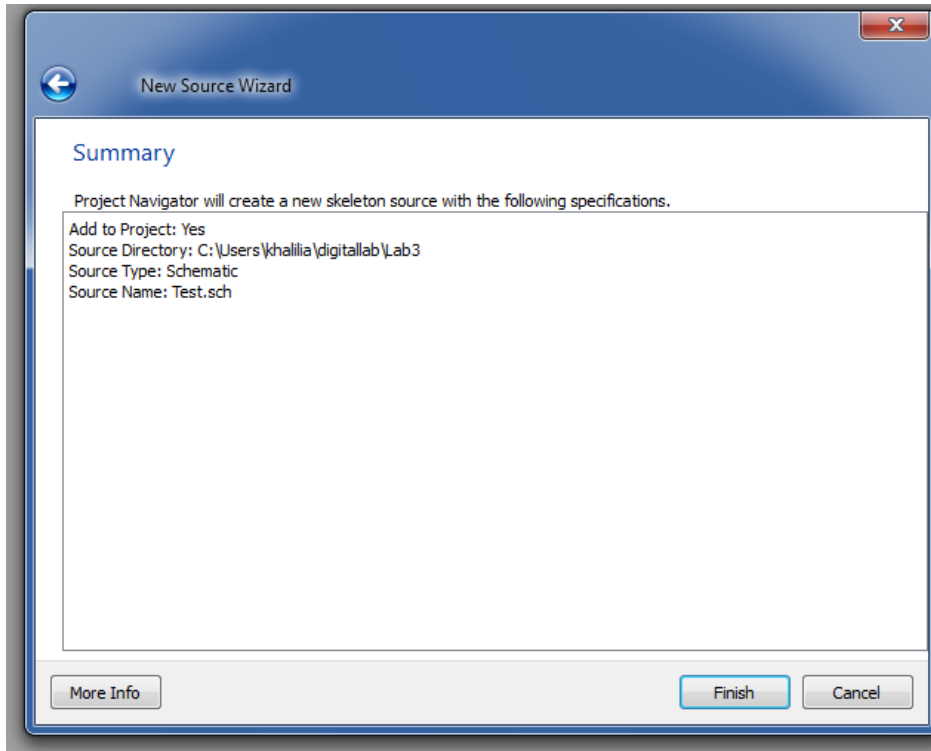 New Source Wizard
Summary
Project Navigator will create a new skeleton source with the following specifications.
Add to Project: Yes
Source Directory: C:\Users\khalilia\digitallab\Lab3
Source Type: Schematic
Source Name: Test.sch
More Info
Finish
Cancel